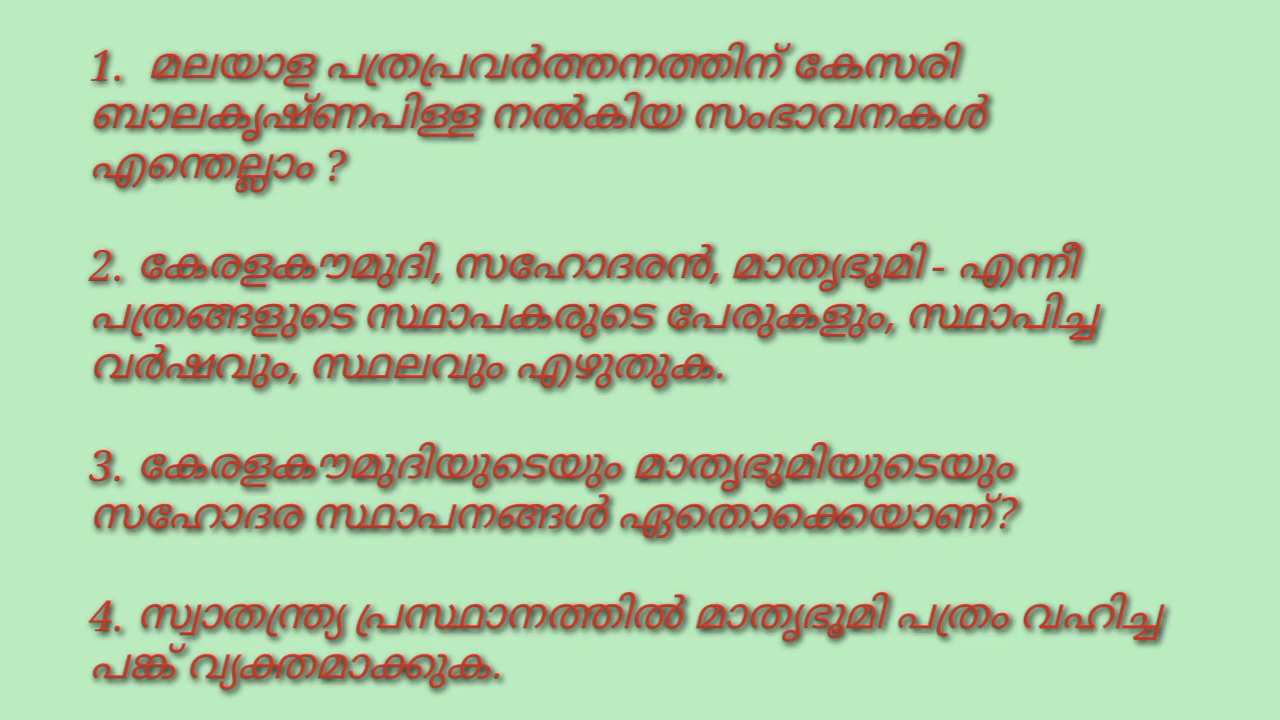 1. മലയാള പത്രപ്രവർത്തനത്തിന് കേസരി
ബാലകൃഷ്ണപിള്ള നൽകിയ സംഭാവനകൾ
എന്തെല്ലാം ?
2. കേരളകൗമുദി, സഹോദരൻ, മാതൃഭൂമി - എന്നീ
പത്രങ്ങളുടെ സ്ഥാപകരുടെ പേരുകളും, സ്ഥാപിച്ച
വർഷവും, സ്ഥലവും എഴുതുക.
3. കേരളകൗമുദിയുടെയും മാതൃഭൂമിയുടെയും
സഹോദര സ്ഥാപനങ്ങൾ ഏതൊക്കെയാണ്?
4. സ്വാതന്ത്ര്യ പ്രസ്ഥാനത്തിൽ മാതൃഭൂമി പത്രം വഹിച്ച
പങ്ക് വ്യക്തമാക്കുക.